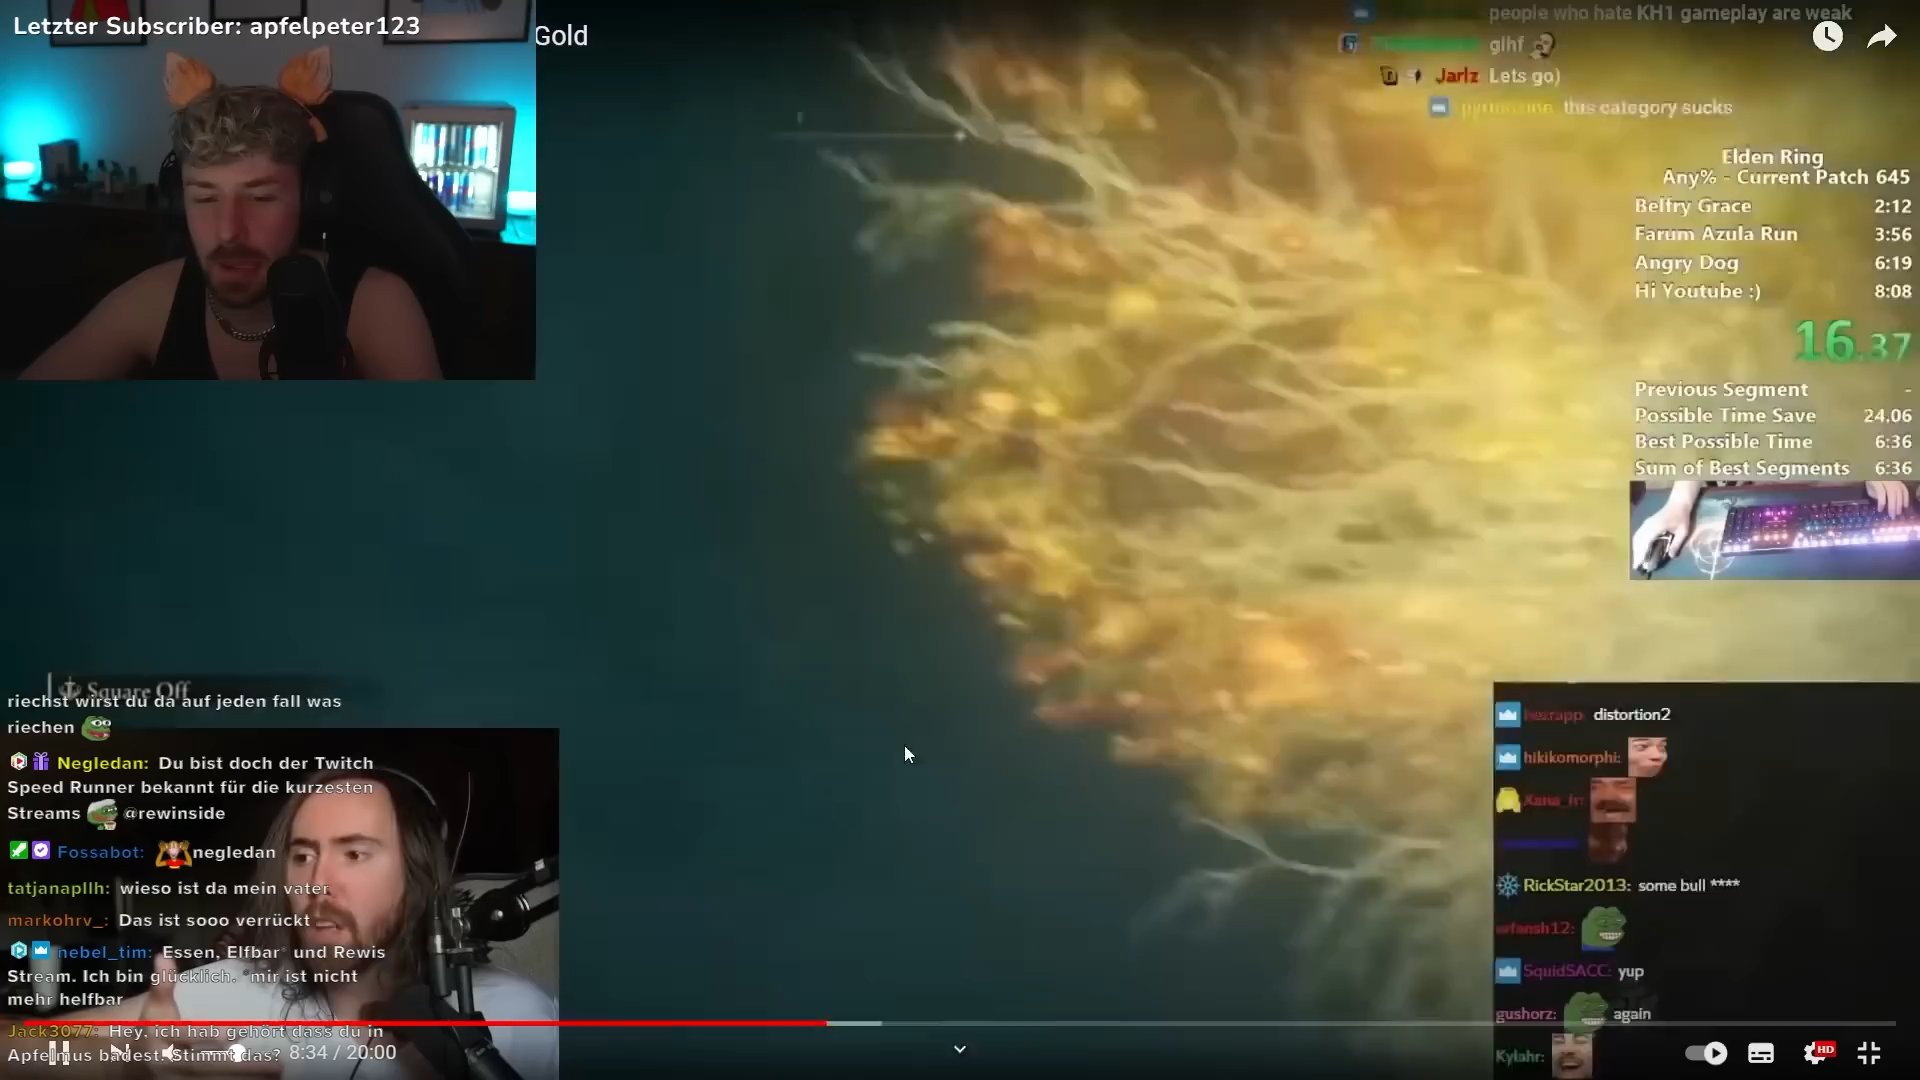 Letzter Subscriber: apfelpeter123
Gold
people who hate KH1 gameplay are weak
glhf
Jarlz Lets go)
this category sucks
Elden Ring
Any% - Current Patch 645
Belfry Grace 2:12
Farum Azula Run 3:56
Angry Dog 6:19
Hi Youtube :) 8:08
16.37
Previous Segment -
Possible Time Save 24.06
Best Possible Time 6:36
Sum of Best Segments 6:36
Square Off
riechst wirst du da auf jeden fall was
riechen
Negledan: Du bist doch der Twitch
Speed Runner bekannt für die kurzesten
Streams @rewinside
Fossabot: negledan
tatjanapllh: wieso ist da mein vater
markohrv_: Das ist sooo verrückt
nebel_tim: Essen, Elfbar* und Rewis
Stream. Ich bin glücklich. *mir ist nicht
mehr helfbar
Jack3077: Hey, ich hab gehört dass du in
Apfelmus badest. Stimmt das?
8:34 / 20:00
distortion2
hikikomorphi:
RickStar2013: some bull ****
SquidSACC: yup
gushorz: again
Kylahr:
HD